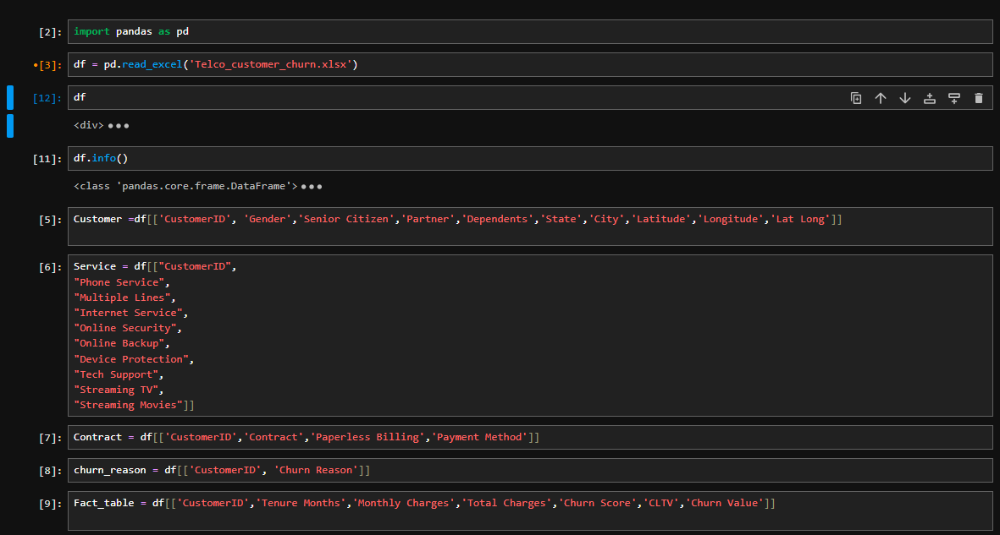 [2]: import pandas as pd
•[3]: df = pd.read_excel('Telco_customer_churn.xlsx')
[12]: df
<div> •••
[11]: df.info()
<class 'pandas.core.frame.DataFrame'> •••
[5]: Customer =df[['CustomerID', 'Gender','Senior Citizen','Partner','Dependents','State','City','Latitude','Longitude','Lat Long']]
[6]: Service = df[["CustomerID",
"Phone Service",
"Multiple Lines",
"Internet Service",
"Online Security",
"Online Backup",
"Device Protection",
"Tech Support",
"Streaming TV",
"Streaming Movies"]]
[7]: Contract = df[['CustomerID','Contract','Paperless Billing','Payment Method']]
[8]: churn_reason = df[['CustomerID', 'Churn Reason']]
[9]: Fact_table = df[['CustomerID','Tenure Months','Monthly Charges','Total Charges','Churn Score','CLTV','Churn Value']]